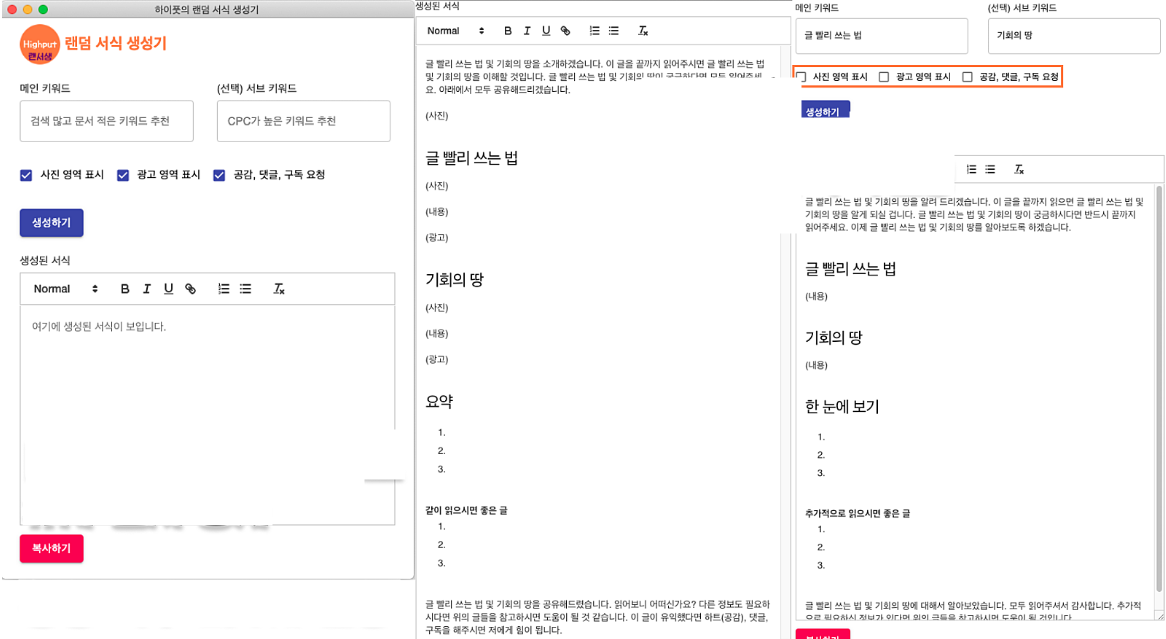 하이풋의 랜덤 서식 생성기
Highput
랜서생
랜덤 서식 생성기
메인 키워드
(선택) 서브 키워드
검색 많고 문서 적은 키워드 추천
CPC가 높은 키워드 추천
사진 영역 표시
광고 영역 표시
공감, 댓글, 구독 요청
생성하기
생성된 서식
Normal
B I U
여기에 생성된 서식이 보입니다.
복사하기
생성된 서식
Normal
B I U
글 빨리 쓰는 법 및 기회의 땅을 소개하겠습니다. 이 글을 끝까지 읽어주시면 글 빨리 쓰는 법
및 기회의 땅을 이해할 것입니다. 글 빨리 쓰는 법 및 기회의 땅이 궁금하다면 모두 읽어주세
요. 아래에서 모두 공유해드리겠습니다.
(사진)
글 빨리 쓰는 법
(사진)
(내용)
(광고)
기회의 땅
(사진)
(내용)
(광고)
요약
1.
2.
3.
같이 읽으시면 좋은 글
1.
2.
3.
글 빨리 쓰는 법 및 기회의 땅을 공유해드렸습니다. 읽어보니 어떠신가요? 다른 정보도 필요하
시다면 위의 글들을 참고하시면 도움이 될 것 같습니다. 이 글이 유익했다면 하트(공감), 댓글,
구독을 해주시면 저에게 힘이 됩니다.
메인 키워드
(선택) 서브 키워드
글 빨리 쓰는 법
기회의 땅
사진 영역 표시
광고 영역 표시
공감, 댓글, 구독 요청
생성하기
글 빨리 쓰는 법 및 기회의 땅을 알려 드리겠습니다. 이 글을 끝까지 읽으면 글 빨리 쓰는 법 및
기회의 땅을 알게 되실 겁니다. 글 빨리 쓰는 법 및 기회의 땅이 궁금하시다면 반드시 끝까지
읽어주세요. 이제 글 빨리 쓰는 법 및 기회의 땅를 알아보도록 하겠습니다.
글 빨리 쓰는 법
(내용)
기회의 땅
(내용)
한 눈에 보기
1.
2.
3.
추가적으로 읽으시면 좋은 글
1.
2.
3.
글 빨리 쓰는 법 및 기회의 땅에 대해서 알아보았습니다. 모두 읽어주셔서 감사합니다. 추가적
으로 필요하신 정보가 있다면 위의 글들을 참고하시면 도움이 될 것